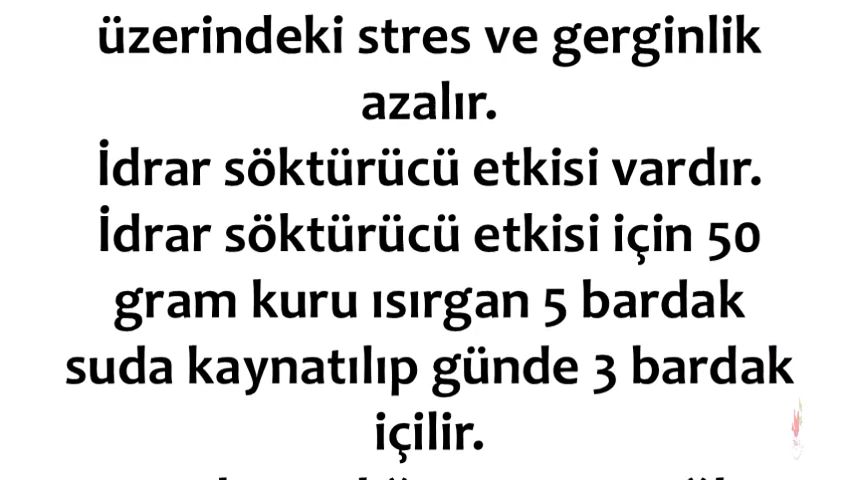 üzerindeki stres ve gerginlik
azalır.
İdrar söktürücü etkisi vardır.
İdrar söktürücü etkisi için 50
gram kuru ısırgan 5 bardak
suda kaynatılıp günde 3 bardak
içilir.